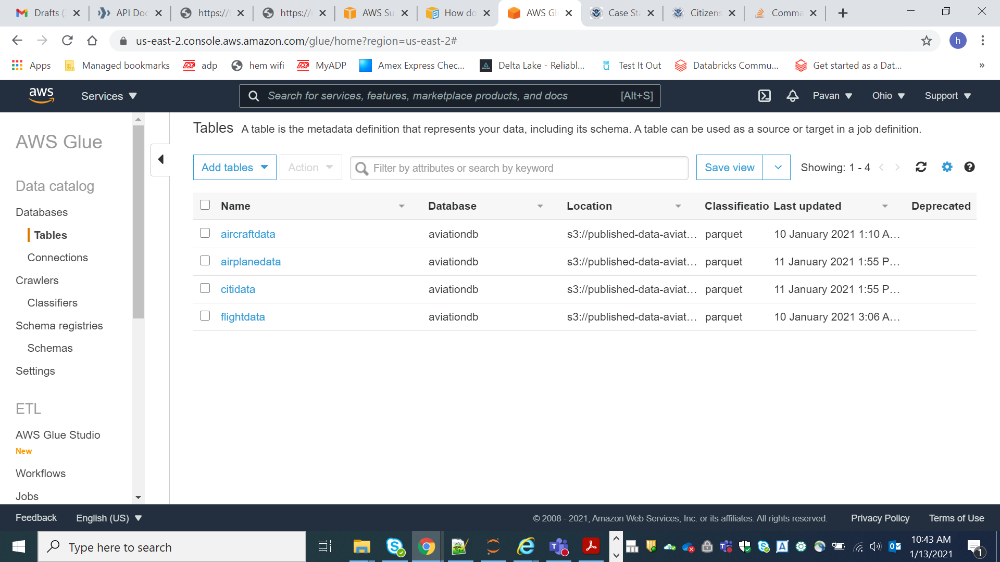 Drafts (
API Doc
https://
https://
AWS Su
How do
AWS Gl
Case St
Citizens
Comma
us-east-2.console.aws.amazon.com/glue/home?region=us-east-2#
h
Apps
Managed bookmarks
adp
hem wifi
MyADP
Amex Express Chec...
Delta Lake - Reliabl...
Test It Out
Databricks Commu...
Get started as a Dat...
»
aws
Services
Search for services, features, marketplace products, and docs
[Alt+S]
Pavan
Ohio
Support
AWS Glue
Data catalog
Databases
Tables
Connections
Crawlers
Classifiers
Schema registries
Schemas
Settings
ETL
AWS Glue Studio
New
Workflows
Jobs
Tables A table is the metadata definition that represents your data, including its schema. A table can be used as a source or target in a job definition.
Add tables
Action
Filter by attributes or search by keyword
Save view
Showing: 1 - 4
Name Database Location Classificatio Last updated Deprecated
aircraftdata aviationdb s3://published-data-aviat... parquet 10 January 2021 1:10 A...
airplanedata aviationdb s3://published-data-aviat... parquet 11 January 2021 1:55 P...
citidata aviationdb s3://published-data-aviat... parquet 11 January 2021 1:55 P...
flightdata aviationdb s3://published-data-aviat... parquet 10 January 2021 3:06 A...
Feedback
English (US)
© 2008 - 2021, Amazon Web Services, Inc. or its affiliates. All rights reserved.
Privacy Policy
Terms of Use
Type here to search
10:43 AM
1/13/2021
1